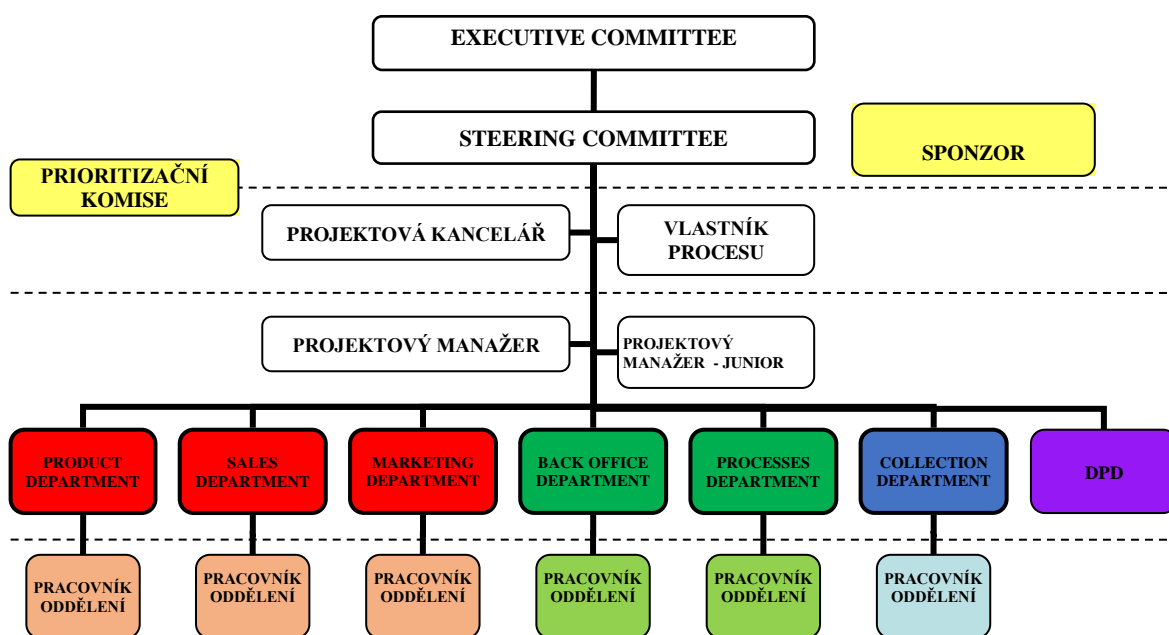 EXECUTIVE COMMITTEE
STEERING COMMITTEE
SPONZOR
PRIORITIZAČNÍ
KOMISE
PROJEKTOVÁ KANCELÁŘ
VLASTNÍK
PROCESU
PROJEKTOVÝ MANAŽER
PROJEKTOVÝ
MANAŽER - JUNIOR
PRODUCT
DEPARTMENT
SALES
DEPARTMENT
MARKETING
DEPARTMENT
BACK OFFICE
DEPARTMENT
PROCESSES
DEPARTMENT
COLLECTION
DEPARTMENT
DPD
PRACOVNÍK
ODDĚLENÍ
PRACOVNÍK
ODDĚLENÍ
PRACOVNÍK
ODDĚLENÍ
PRACOVNÍK
ODDĚLENÍ
PRACOVNÍK
ODDĚLENÍ
PRACOVNÍK
ODDĚLENÍ